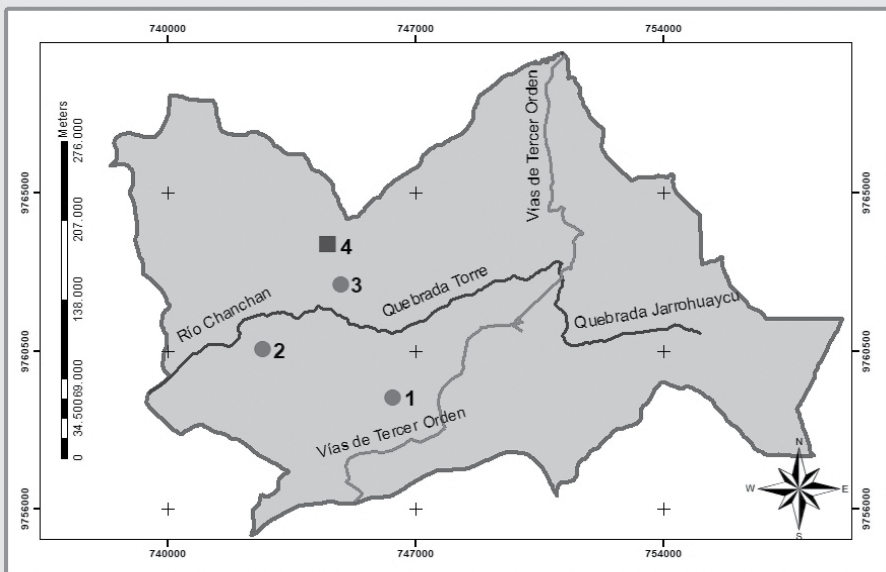 740000
747000
754000
Meters
276.000
207.000
138.000
69.000
34.500
0
9765000
9760500
9756000
Vías de Tercer Orden
4
3
Quebrada Torre
Río Chanchan
Quebrada Jarrohuaycu
2
1
Vías de Tercer Orden
N
W
E
S
9765000
9760500
9756000
740000
747000
754000